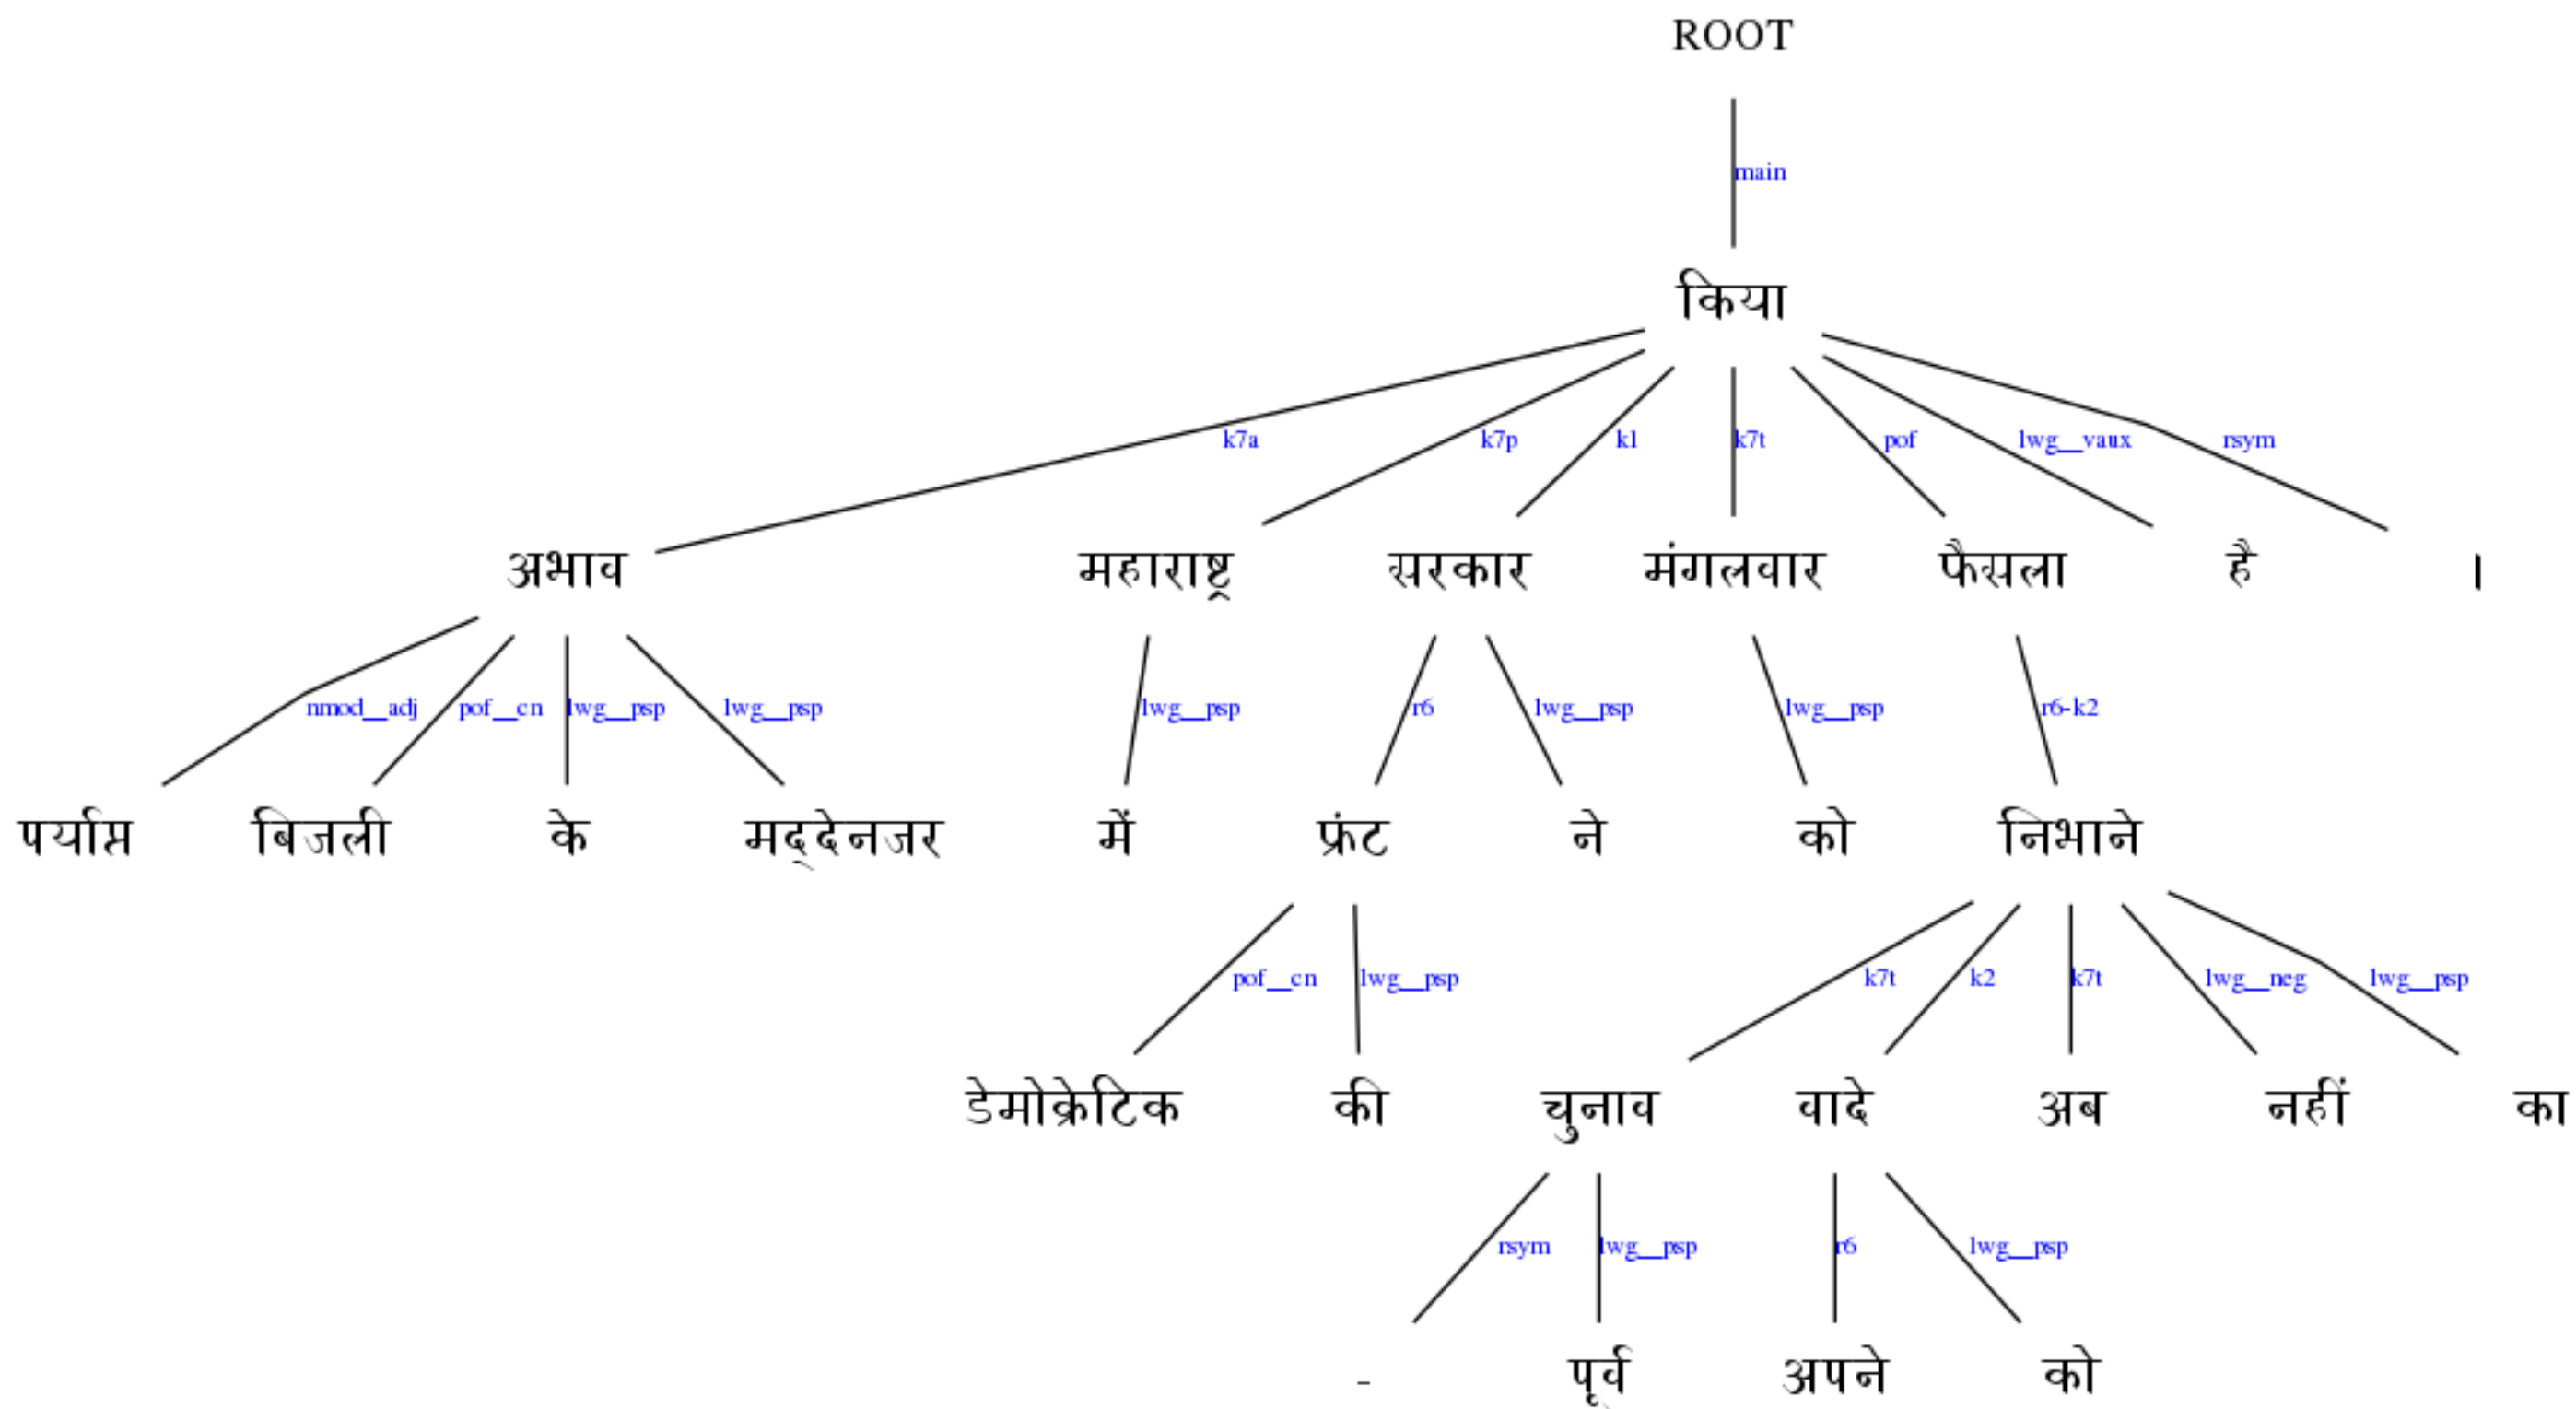 ROOT
main
किया
k7a k7p k1 k7t pof lwg__vaux rsym
अभाव महाराष्ट्र सरकार मंगलवार फैसला है ।
nmod__adj pof__cn lwg__psp lwg__psp lwg__psp r6 lwg__psp lwg__psp r6-k2
पर्याप्त बिजली के मद्देनजर में फ्रंट ने को निभाने
pof__cn lwg__psp k7t k2 k7t lwg__neg lwg__psp
डेमोक्रेटिक की चुनाव वादे अब नहीं का
rsym lwg__psp r6 lwg__psp
- पूर्व अपने को